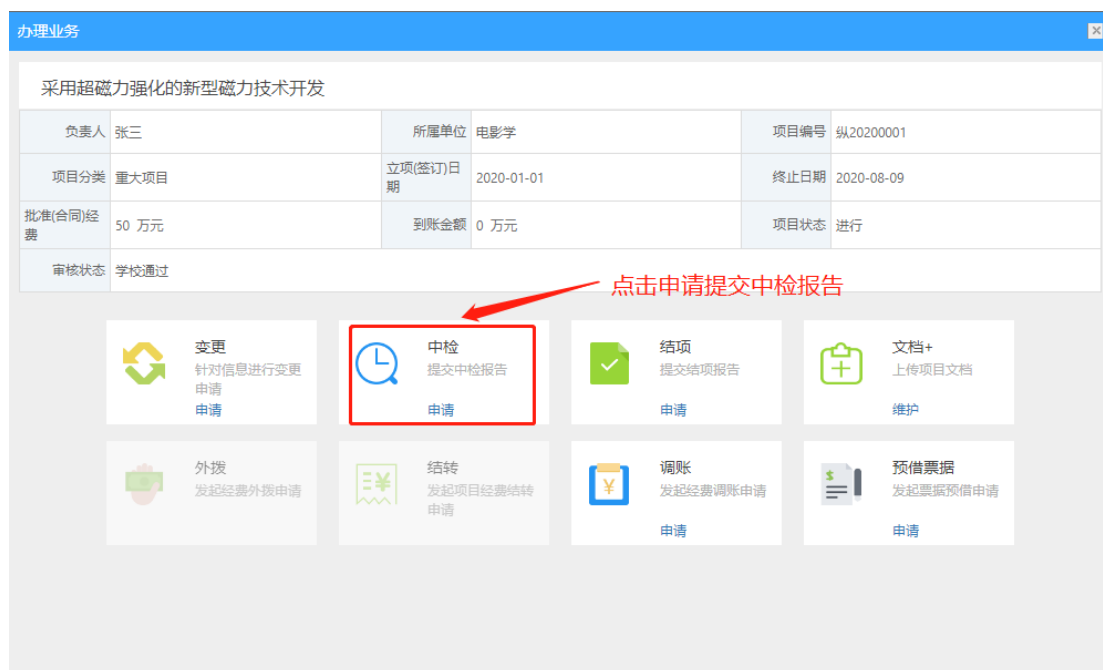 办理业务
采用超磁力强化的新型磁力技术开发
负责人 张三 所属单位 电影学 项目编号 纵20200001
项目分类 重大项目 立项(签订)日期 2020-01-01 终止日期 2020-08-09
批准(合同)经费 50 万元 到账金额 0 万元 项目状态 进行
审核状态 学校通过
点击申请提交中检报告
变更 中检 结项 文档+
针对信息进行变更申请 提交中检报告 提交结项报告 上传项目文档
申请 申请 申请 维护
外拨 结转 调账 预借票据
发起经费外拨申请 发起项目经费结转申请 发起经费调账申请 发起票据预借申请
申请 申请